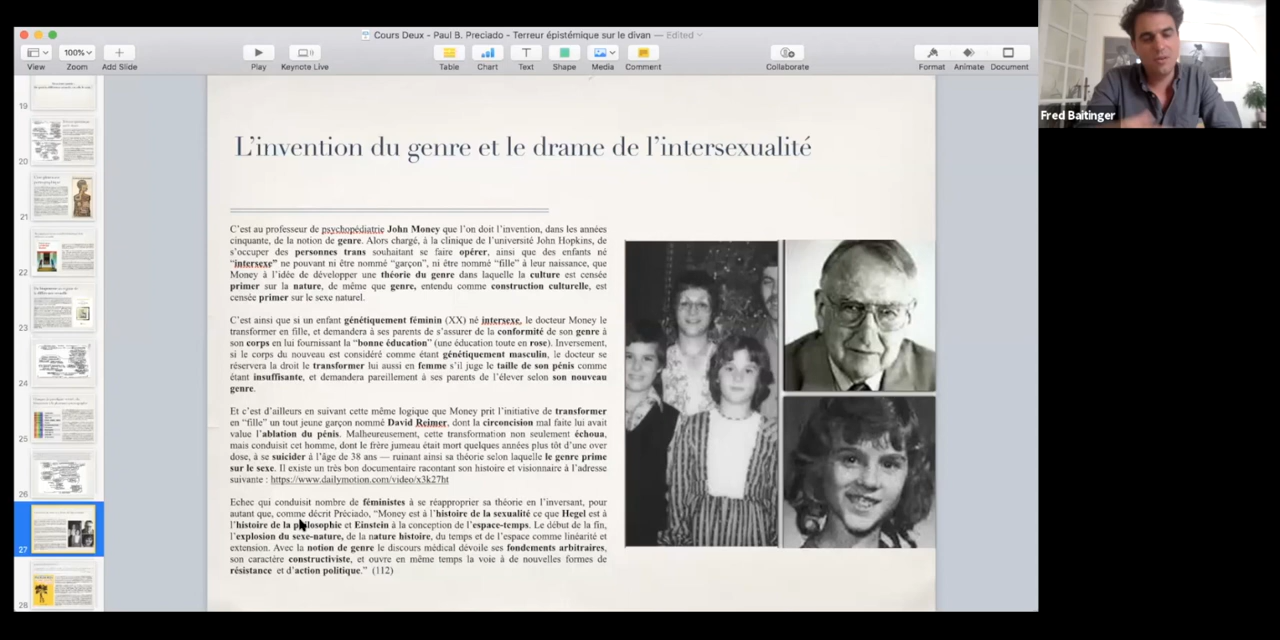 Cours Deux - Paul B. Preciado - Terreur épistémique sur le divan — Edited
100%
View
Zoom
Add Slide
Play
Keynote Live
Table
Chart
Text
Shape
Media
Comment
Collaborate
Format
Animate
Document
Fred Baitinger
19
20
21
22
23
24
25
26
27
28
L'invention du genre et le drame de l'intersexualité
C'est au professeur de psychopédiatrie John Money que l'on doit l'invention, dans les années
cinquante, de la notion de genre. Alors chargé, à la clinique de l'université John Hopkins, de
s'occuper des personnes trans souhaitant se faire opérer, ainsi que des enfants né
“intersexe” ne pouvant ni être nommé “garçon”, ni être nommé “fille” à leur naissance, que
Money à l'idée de développer une théorie du genre dans laquelle la culture est censée
primer sur la nature, de même que genre, entendu comme construction culturelle, est
censée primer sur le sexe naturel.
C'est ainsi que si un enfant génétiquement féminin (XX) né intersexe, le docteur Money le
transformer en fille, et demandera à ses parents de s'assurer de la conformité de son genre à
son corps en lui fournissant la “bonne éducation” (une éducation toute en rose). Inversement,
si le corps du nouveau est considéré comme étant génétiquement masculin, le docteur se
réservera la droit le transformer lui aussi en femme s'il juge le taille de son pénis comme
étant insuffisante, et demandera pareillement à ses parents de l'élever selon son nouveau
genre.
Et c'est d'ailleurs en suivant cette même logique que Money prit l'initiative de transformer
en “fille” un tout jeune garçon nommé David Reimer, dont la circoncision mal faite lui avait
value l'ablation du pénis. Malheureusement, cette transformation non seulement échoua,
mais conduisit cet homme, dont le frère jumeau était mort quelques années plus tôt d'une over
dose, à se suicider à l'âge de 38 ans — ruinant ainsi sa théorie selon laquelle le genre prime
sur le sexe. Il existe un très bon documentaire racontant son histoire et visionnaire à l'adresse
suivante : https://www.dailymotion.com/video/x3k27ht
Echec qui conduisit nombre de féministes à se réapproprier sa théorie en l'inversant, pour
autant que, comme décrit Préciado, “Money est à l'histoire de la sexualité ce que Hegel est à
l'histoire de la philosophie et Einstein à la conception de l'espace-temps. Le début de la fin,
l'explosion du sexe-nature, de la nature histoire, du temps et de l'espace comme linéarité et
extension. Avec la notion de genre le discours médical dévoile ses fondements arbitraires,
son caractère constructiviste, et ouvre en même temps la voie à de nouvelles formes de
résistance et d'action politique.” (112)